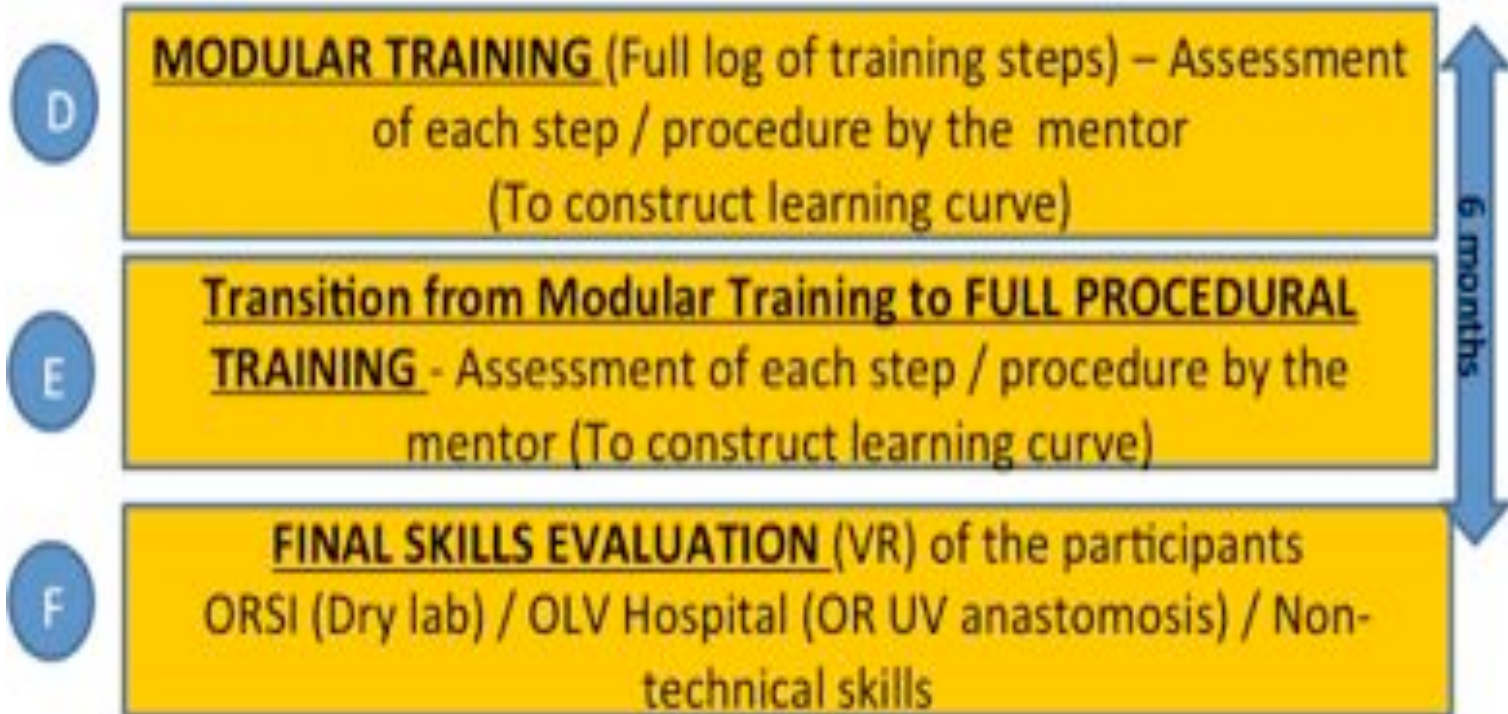 D
MODULAR TRAINING (Full log of training steps) – Assessment
of each step / procedure by the mentor
(To construct learning curve)
6 months
E
Transition from Modular Training to FULL PROCEDURAL
TRAINING - Assessment of each step / procedure by the
mentor (To construct learning curve)
F
FINAL SKILLS EVALUATION (VR) of the participants
ORSI (Dry lab) / OLV Hospital (OR UV anastomosis) / Non-
technical skills